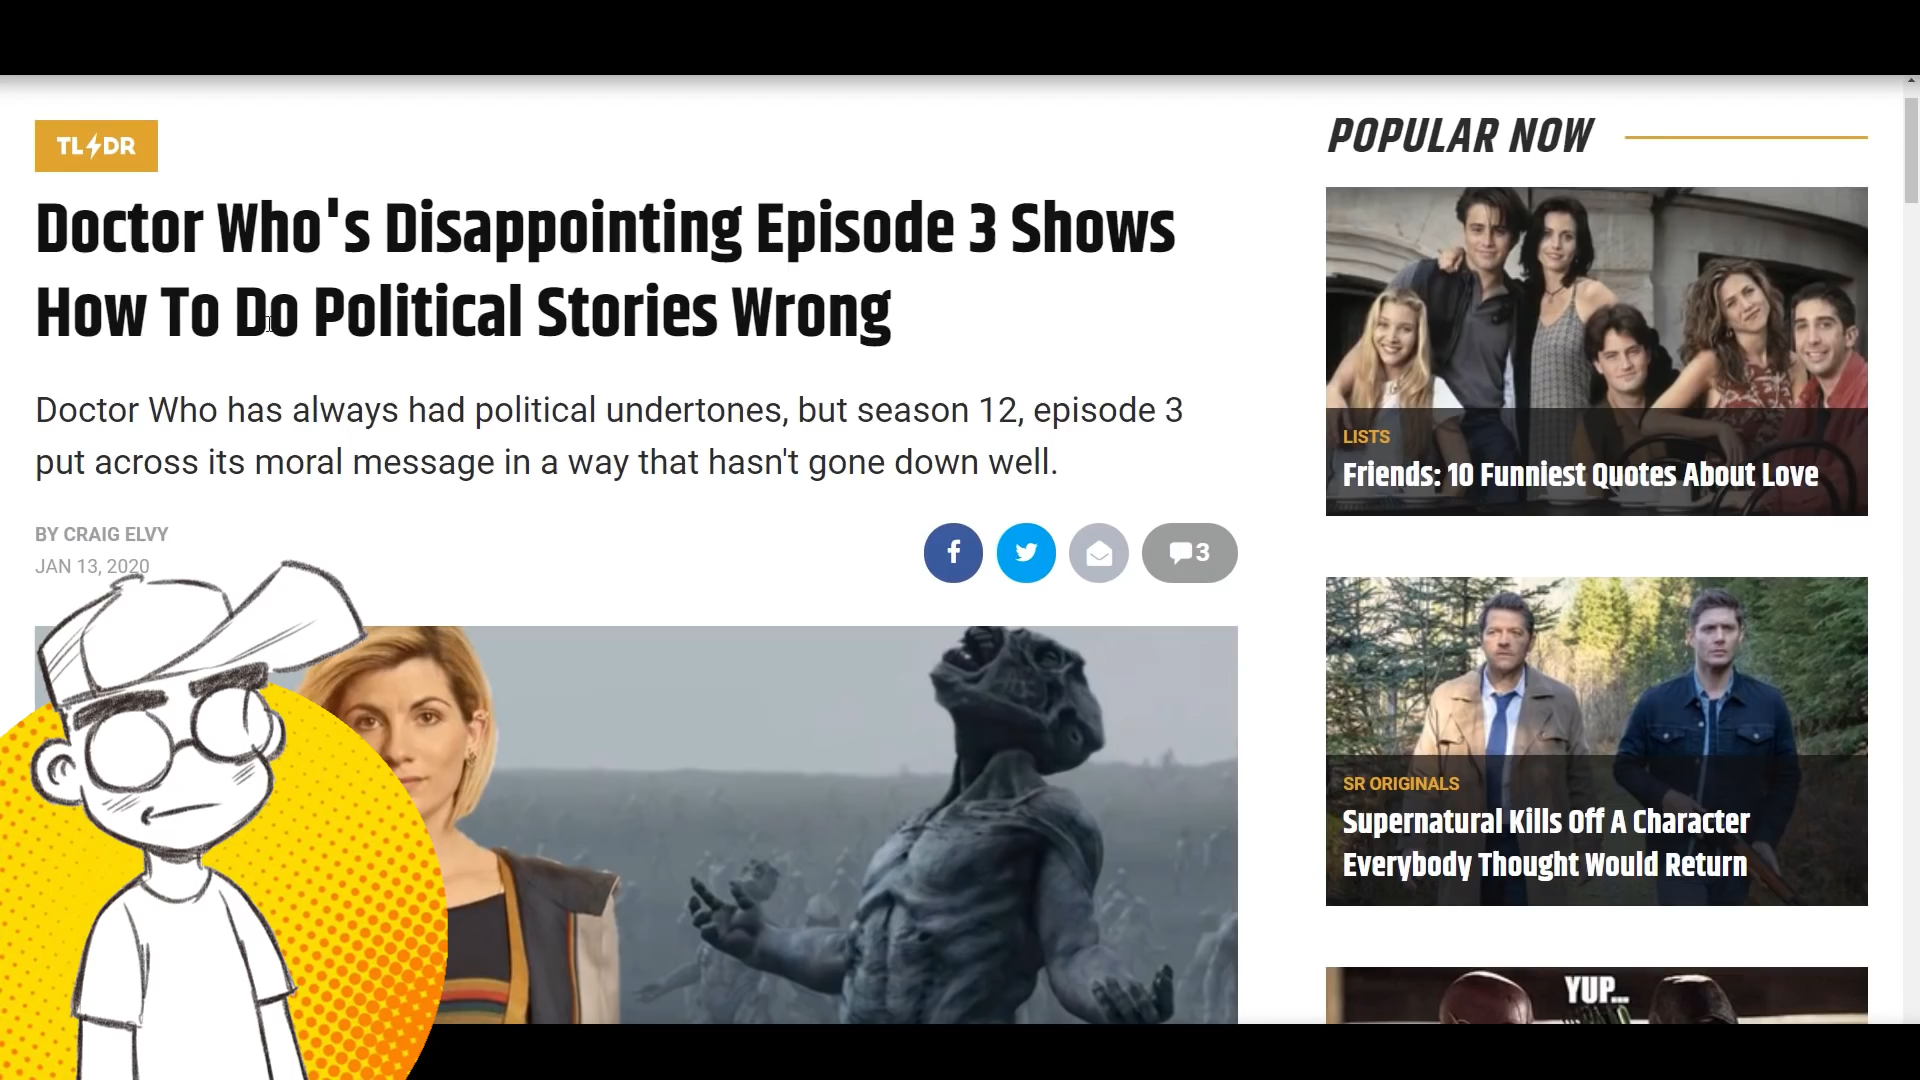 TL DR
Doctor Who's Disappointing Episode 3 Shows
How To Do Political Stories Wrong
Doctor Who has always had political undertones, but season 12, episode 3
put across its moral message in a way that hasn't gone down well.
BY CRAIG ELVY
JAN 13, 2020
3
POPULAR NOW
LISTS
Friends: 10 Funniest Quotes About Love
SR ORIGINALS
Supernatural Kills Off A Character
Everybody Thought Would Return
YUP...